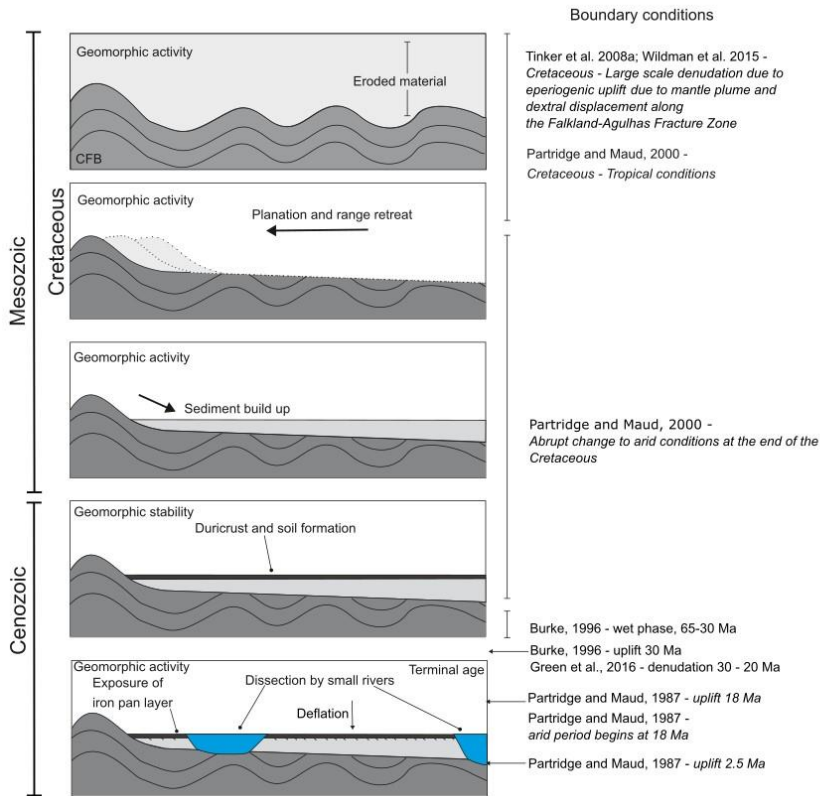 Boundary conditions
Mesozoic
Cretaceous
Geomorphic activity
Eroded material
CFB
Tinker et al. 2008a; Wildman et al. 2015 -
Cretaceous - Large scale denudation due to
eperiogenic uplift due to mantle plume and
dextral displacement along
the Falkland-Agulhas Fracture Zone
Partridge and Maud, 2000 -
Cretaceous - Tropical conditions
Geomorphic activity
Planation and range retreat
Geomorphic activity
Sediment build up
Partridge and Maud, 2000 -
Abrupt change to arid conditions at the end of the
Cretaceous
Cenozoic
Geomorphic stability
Duricrust and soil formation
Burke, 1996 - wet phase, 65-30 Ma
Burke, 1996 - uplift 30 Ma
Green et al., 2016 - denudation 30 - 20 Ma
Geomorphic activity
Terminal age
Exposure of
iron pan layer
Dissection by small rivers
Deflation
Partridge and Maud, 1987 - uplift 18 Ma
Partridge and Maud, 1987 -
arid period begins at 18 Ma
Partridge and Maud, 1987 - uplift 2.5 Ma